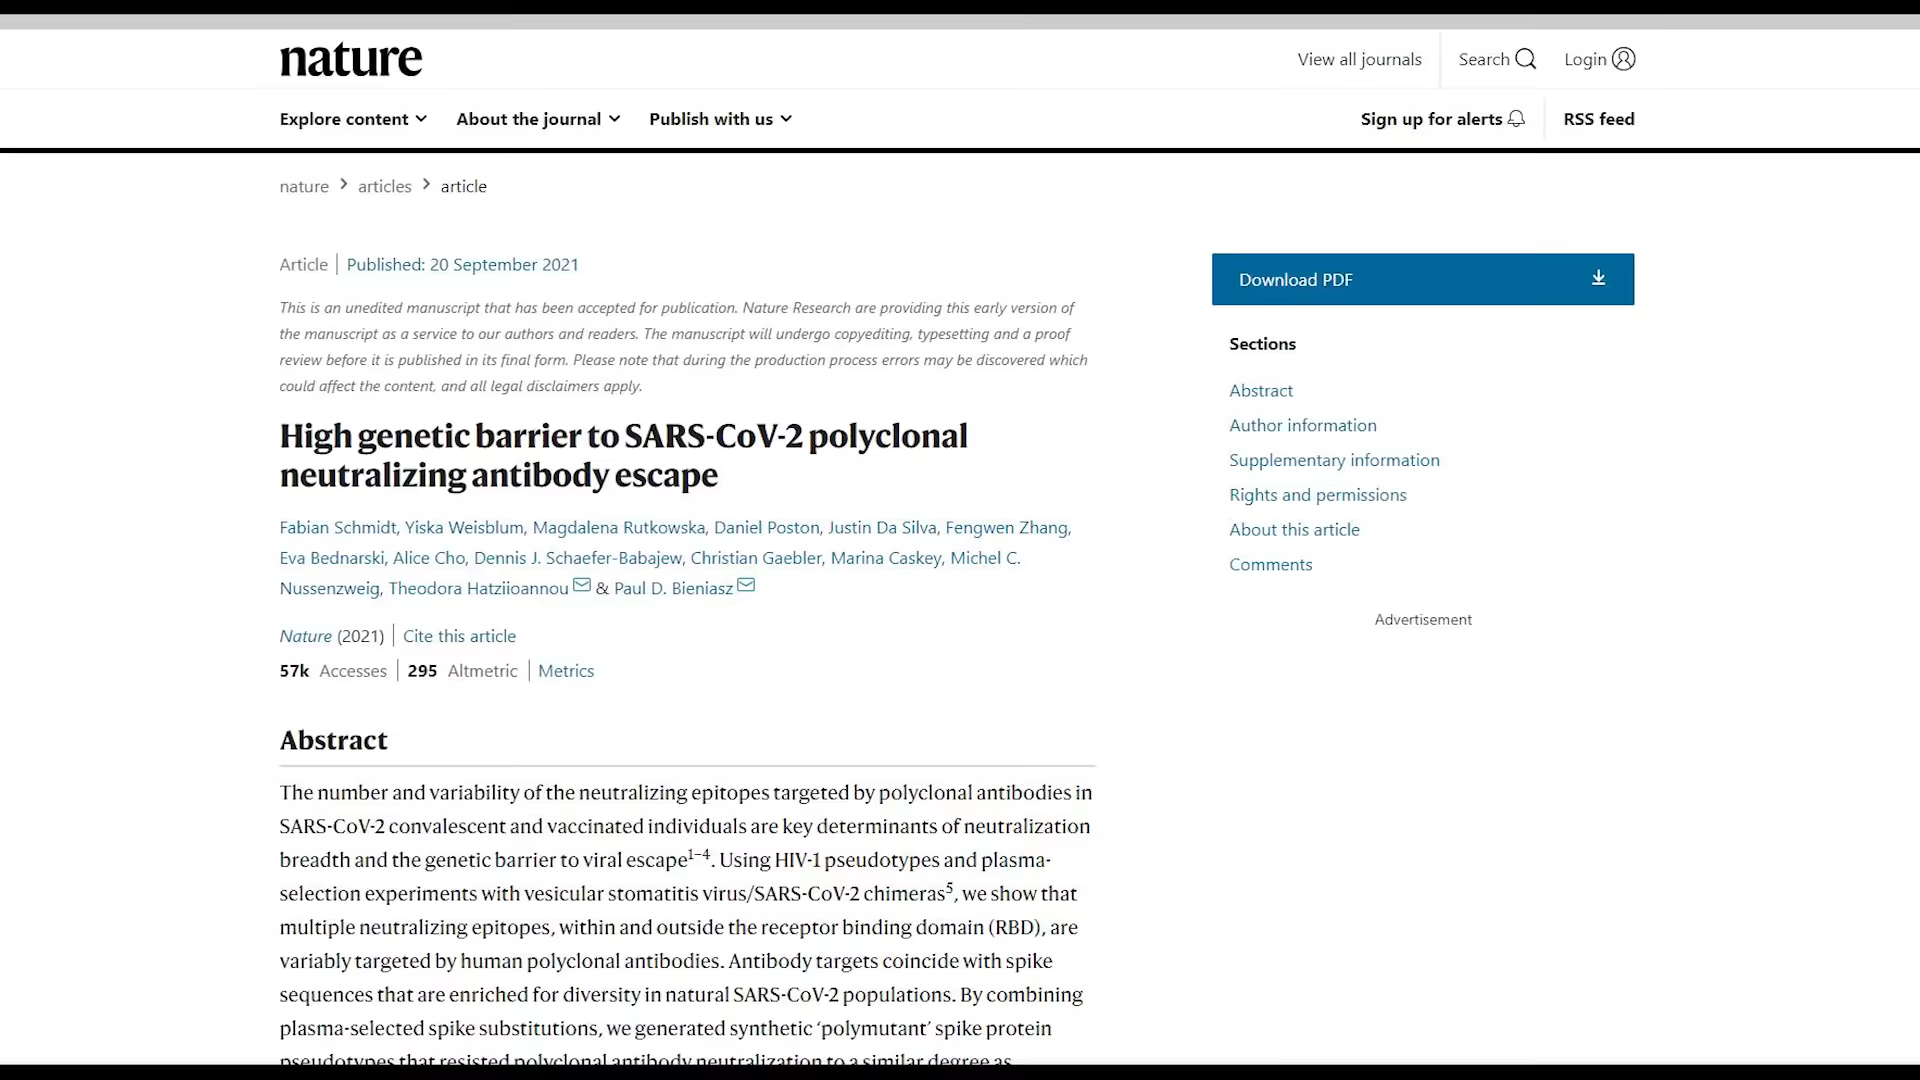 nature
View all journals
Search
Login
Explore content
About the journal
Publish with us
Sign up for alerts
RSS feed
nature > articles > article
Article | Published: 20 September 2021
This is an unedited manuscript that has been accepted for publication. Nature Research are providing this early version of
the manuscript as a service to our authors and readers. The manuscript will undergo copyediting, typesetting and a proof
review before it is published in its final form. Please note that during the production process errors may be discovered which
could affect the content, and all legal disclaimers apply.
High genetic barrier to SARS-CoV-2 polyclonal
neutralizing antibody escape
Fabian Schmidt, Yiska Weisblum, Magdalena Rutkowska, Daniel Poston, Justin Da Silva, Fengwen Zhang,
Eva Bednarski, Alice Cho, Dennis J. Schaefer-Babajew, Christian Gaebler, Marina Caskey, Michel C.
Nussenzweig, Theodora Hatziioannou & Paul D. Bieniasz
Nature (2021) | Cite this article
57k Accesses | 295 Altmetric | Metrics
Abstract
The number and variability of the neutralizing epitopes targeted by polyclonal antibodies in
SARS-CoV-2 convalescent and vaccinated individuals are key determinants of neutralization
breadth and the genetic barrier to viral escape1–4. Using HIV-1 pseudotypes and plasma-
selection experiments with vesicular stomatitis virus/SARS-CoV-2 chimeras5, we show that
multiple neutralizing epitopes, within and outside the receptor binding domain (RBD), are
variably targeted by human polyclonal antibodies. Antibody targets coincide with spike
sequences that are enriched for diversity in natural SARS-CoV-2 populations. By combining
plasma-selected spike substitutions, we generated synthetic ‘polymutant’ spike protein
pseudotypes that resisted polyclonal antibody neutralization to a similar degree as
Download PDF
Sections
Abstract
Author information
Supplementary information
Rights and permissions
About this article
Comments
Advertisement